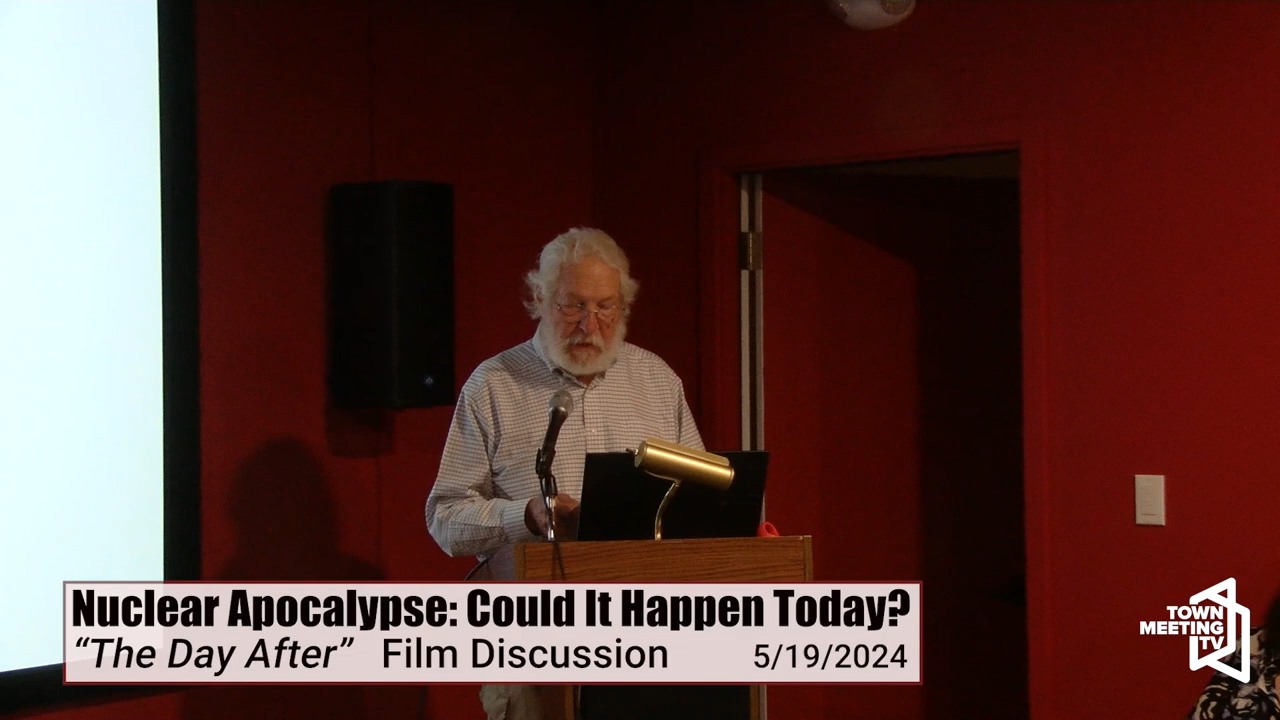 Nuclear Apocalypse: Could It Happen Today?
“The Day After” Film Discussion 5/19/2024
TOWN
MEETING
TV